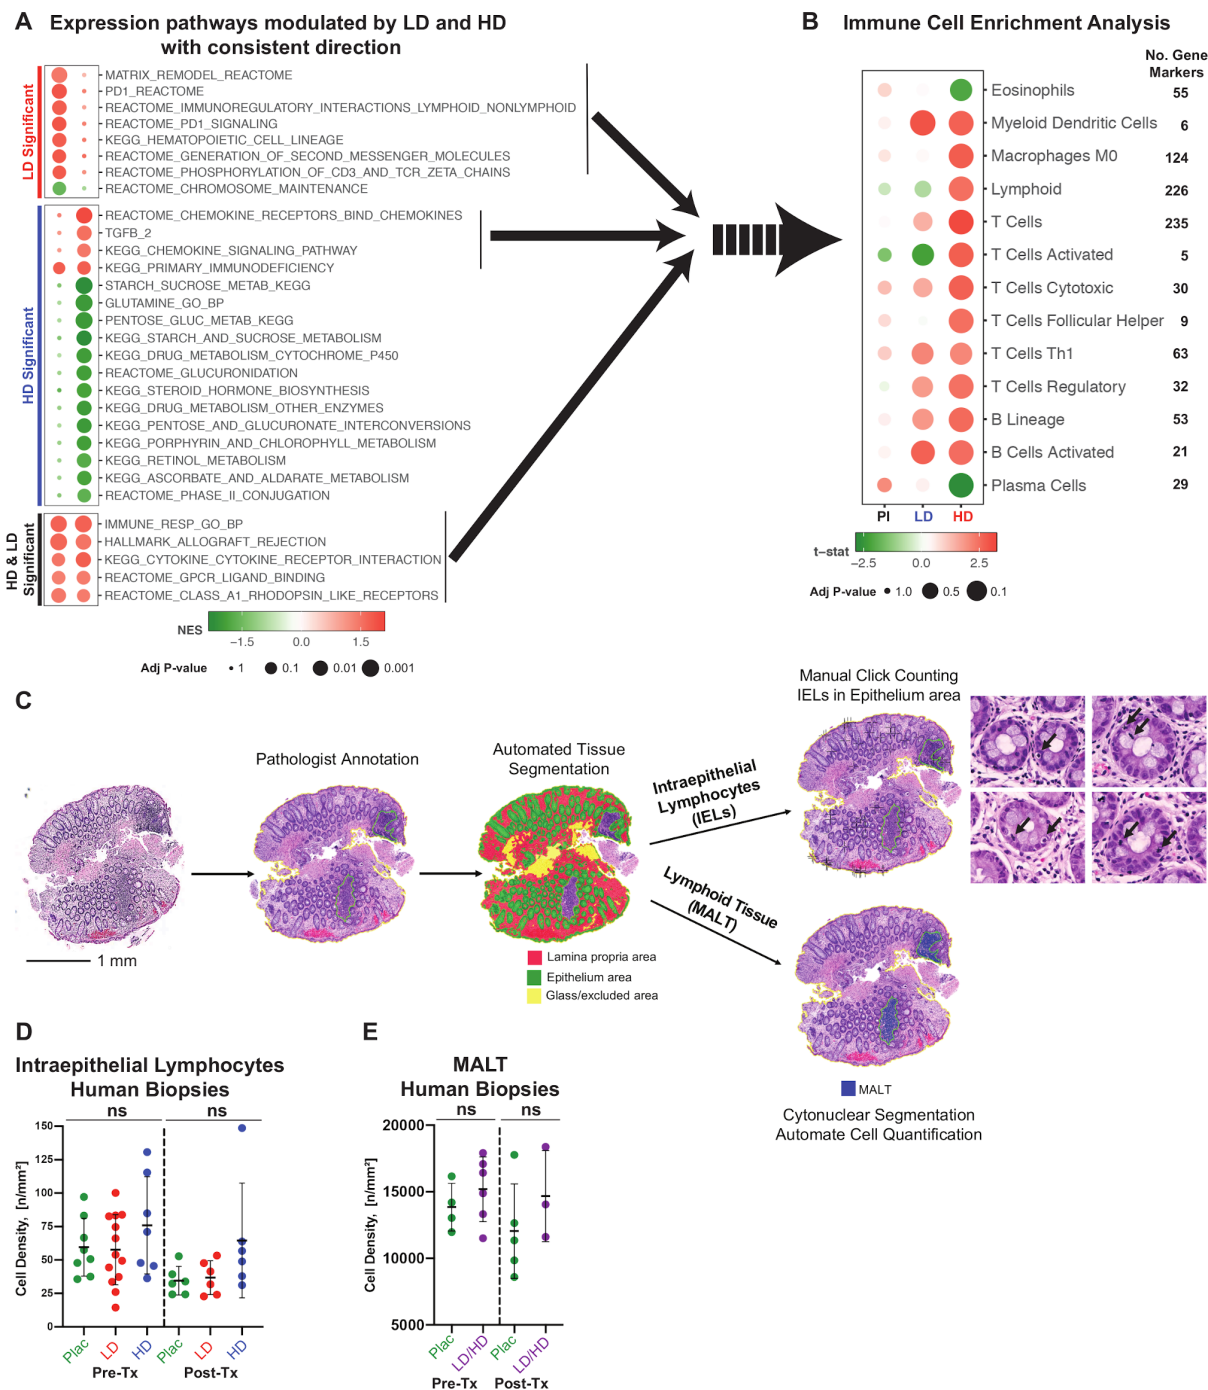 A Expression pathways modulated by LD and HD
with consistent direction
LD Significant
MATRIX_REMODEL_REACTOME
PD1_REACTOME
REACTOME_IMMUNOREGULATORY_INTERACTIONS_LYMPHOID_NONLYMPHOID
REACTOME_PD1_SIGNALING
KEGG_HEMATOPOIETIC_CELL_LINEAGE
REACTOME_GENERATION_OF_SECOND_MESSENGER_MOLECULES
REACTOME_PHOSPHORYLATION_OF_CD3_AND_TCR_ZETA_CHAINS
REACTOME_CHROMOSOME_MAINTENANCE
HD Significant
REACTOME_CHEMOKINE_RECEPTORS_BIND_CHEMOKINES
TGFB_2
KEGG_CHEMOKINE_SIGNALING_PATHWAY
KEGG_PRIMARY_IMMUNODEFICIENCY
STARCH_SUCROSE_METAB_KEGG
GLUTAMINE_GO_BP
PENTOSE_GLUC_METAB_KEGG
KEGG_STARCH_AND_SUCROSE_METABOLISM
KEGG_DRUG_METABOLISM_CYTOCHROME_P450
REACTOME_GLUCURONIDATION
KEGG_STEROID_HORMONE_BIOSYNTHESIS
KEGG_DRUG_METABOLISM_OTHER_ENZYMES
KEGG_PENTOSE_AND_GLUCURONATE_INTERCONVERSIONS
KEGG_PORPHYRIN_AND_CHLOROPHYLL_METABOLISM
KEGG_RETINOL_METABOLISM
KEGG_ASCORBATE_AND_ALDARATE_METABOLISM
REACTOME_PHASE_II_CONJUGATION
HD & LD
Significant
IMMUNE_RESP_GO_BP
HALLMARK_ALLOGRAFT_REJECTION
KEGG_CYTOKINE_CYTOKINE_RECEPTOR_INTERACTION
REACTOME_GPCR_LIGAND_BINDING
REACTOME_CLASS_A1_RHODOPSIN_LIKE_RECEPTORS
NES
−1.5 0.0 1.5
Adj P-value 1 0.1 0.01 0.001
B Immune Cell Enrichment Analysis
No. Gene
Markers
Eosinophils 55
Myeloid Dendritic Cells 6
Macrophages M0 124
Lymphoid 226
T Cells 235
T Cells Activated 5
T Cells Cytotoxic 30
T Cells Follicular Helper 9
T Cells Th1 63
T Cells Regulatory 32
B Lineage 53
B Cells Activated 21
Plasma Cells 29
Pl LD HD
t−stat
−2.5 0.0 2.5
Adj P-value 1.0 0.5 0.1
C
Pathologist Annotation
Automated Tissue
Segmentation
Manual Click Counting
IELs in Epithelium area
Intraepithelial
Lymphocytes
(IELs)
Lymphoid Tissue
(MALT)
1 mm
Lamina propria area
Epithelium area
Glass/excluded area
MALT
Cytonuclear Segmentation
Automate Cell Quantification
D
Intraepithelial Lymphocytes
Human Biopsies
ns ns
Cell Density, [n/mm²]
150
125
100
75
50
25
0
Plac LD HD Plac LD HD
Pre-Tx Post-Tx
E
MALT
Human Biopsies
ns ns
Cell Density, [n/mm²]
20000
15000
10000
5000
Plac LD/HD Plac LD/HD
Pre-Tx Post-Tx